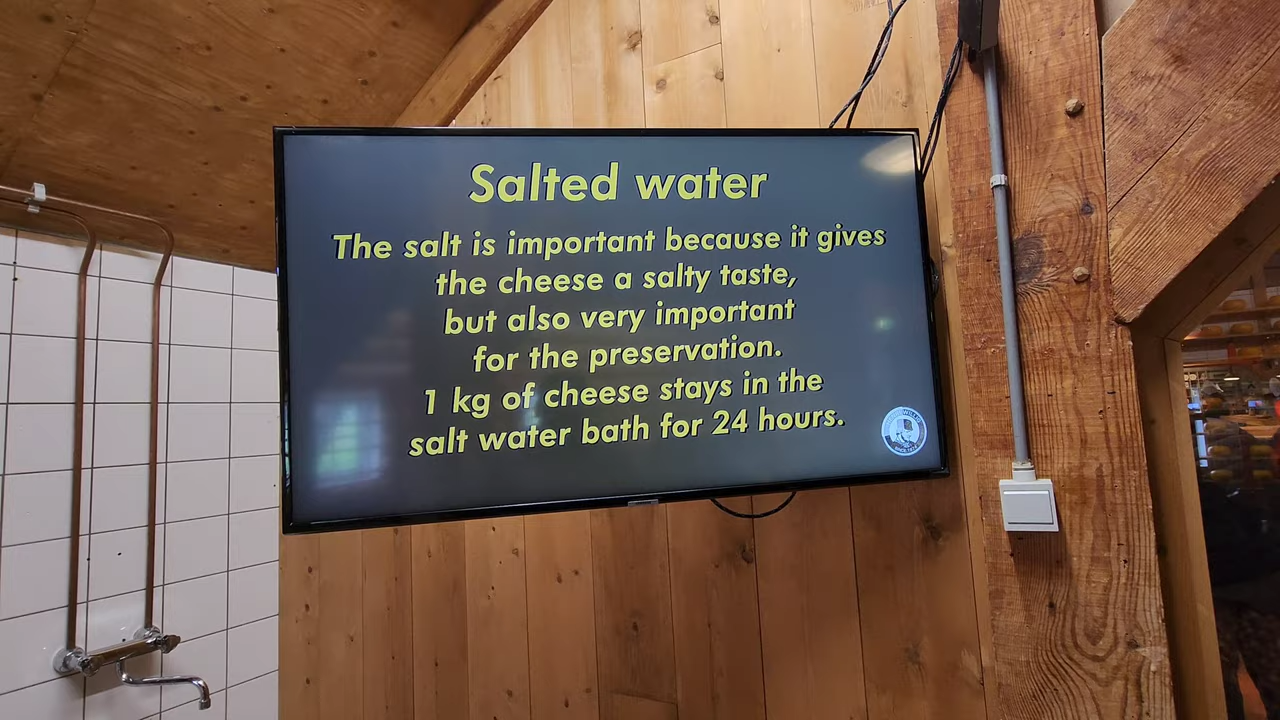 Salted water
The salt is important because it gives
the cheese a salty taste,
but also very important
for the preservation.
1 kg of cheese stays in the
salt water bath for 24 hours.